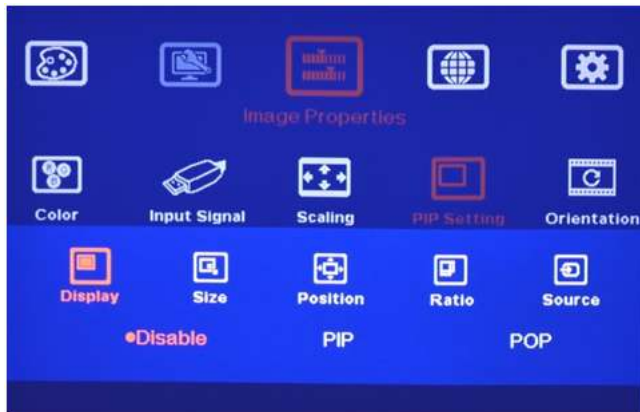 Image Properties
Color Input Signal Scaling PIP Setting Orientation
Display Size Position Ratio Source
Disable PIP POP